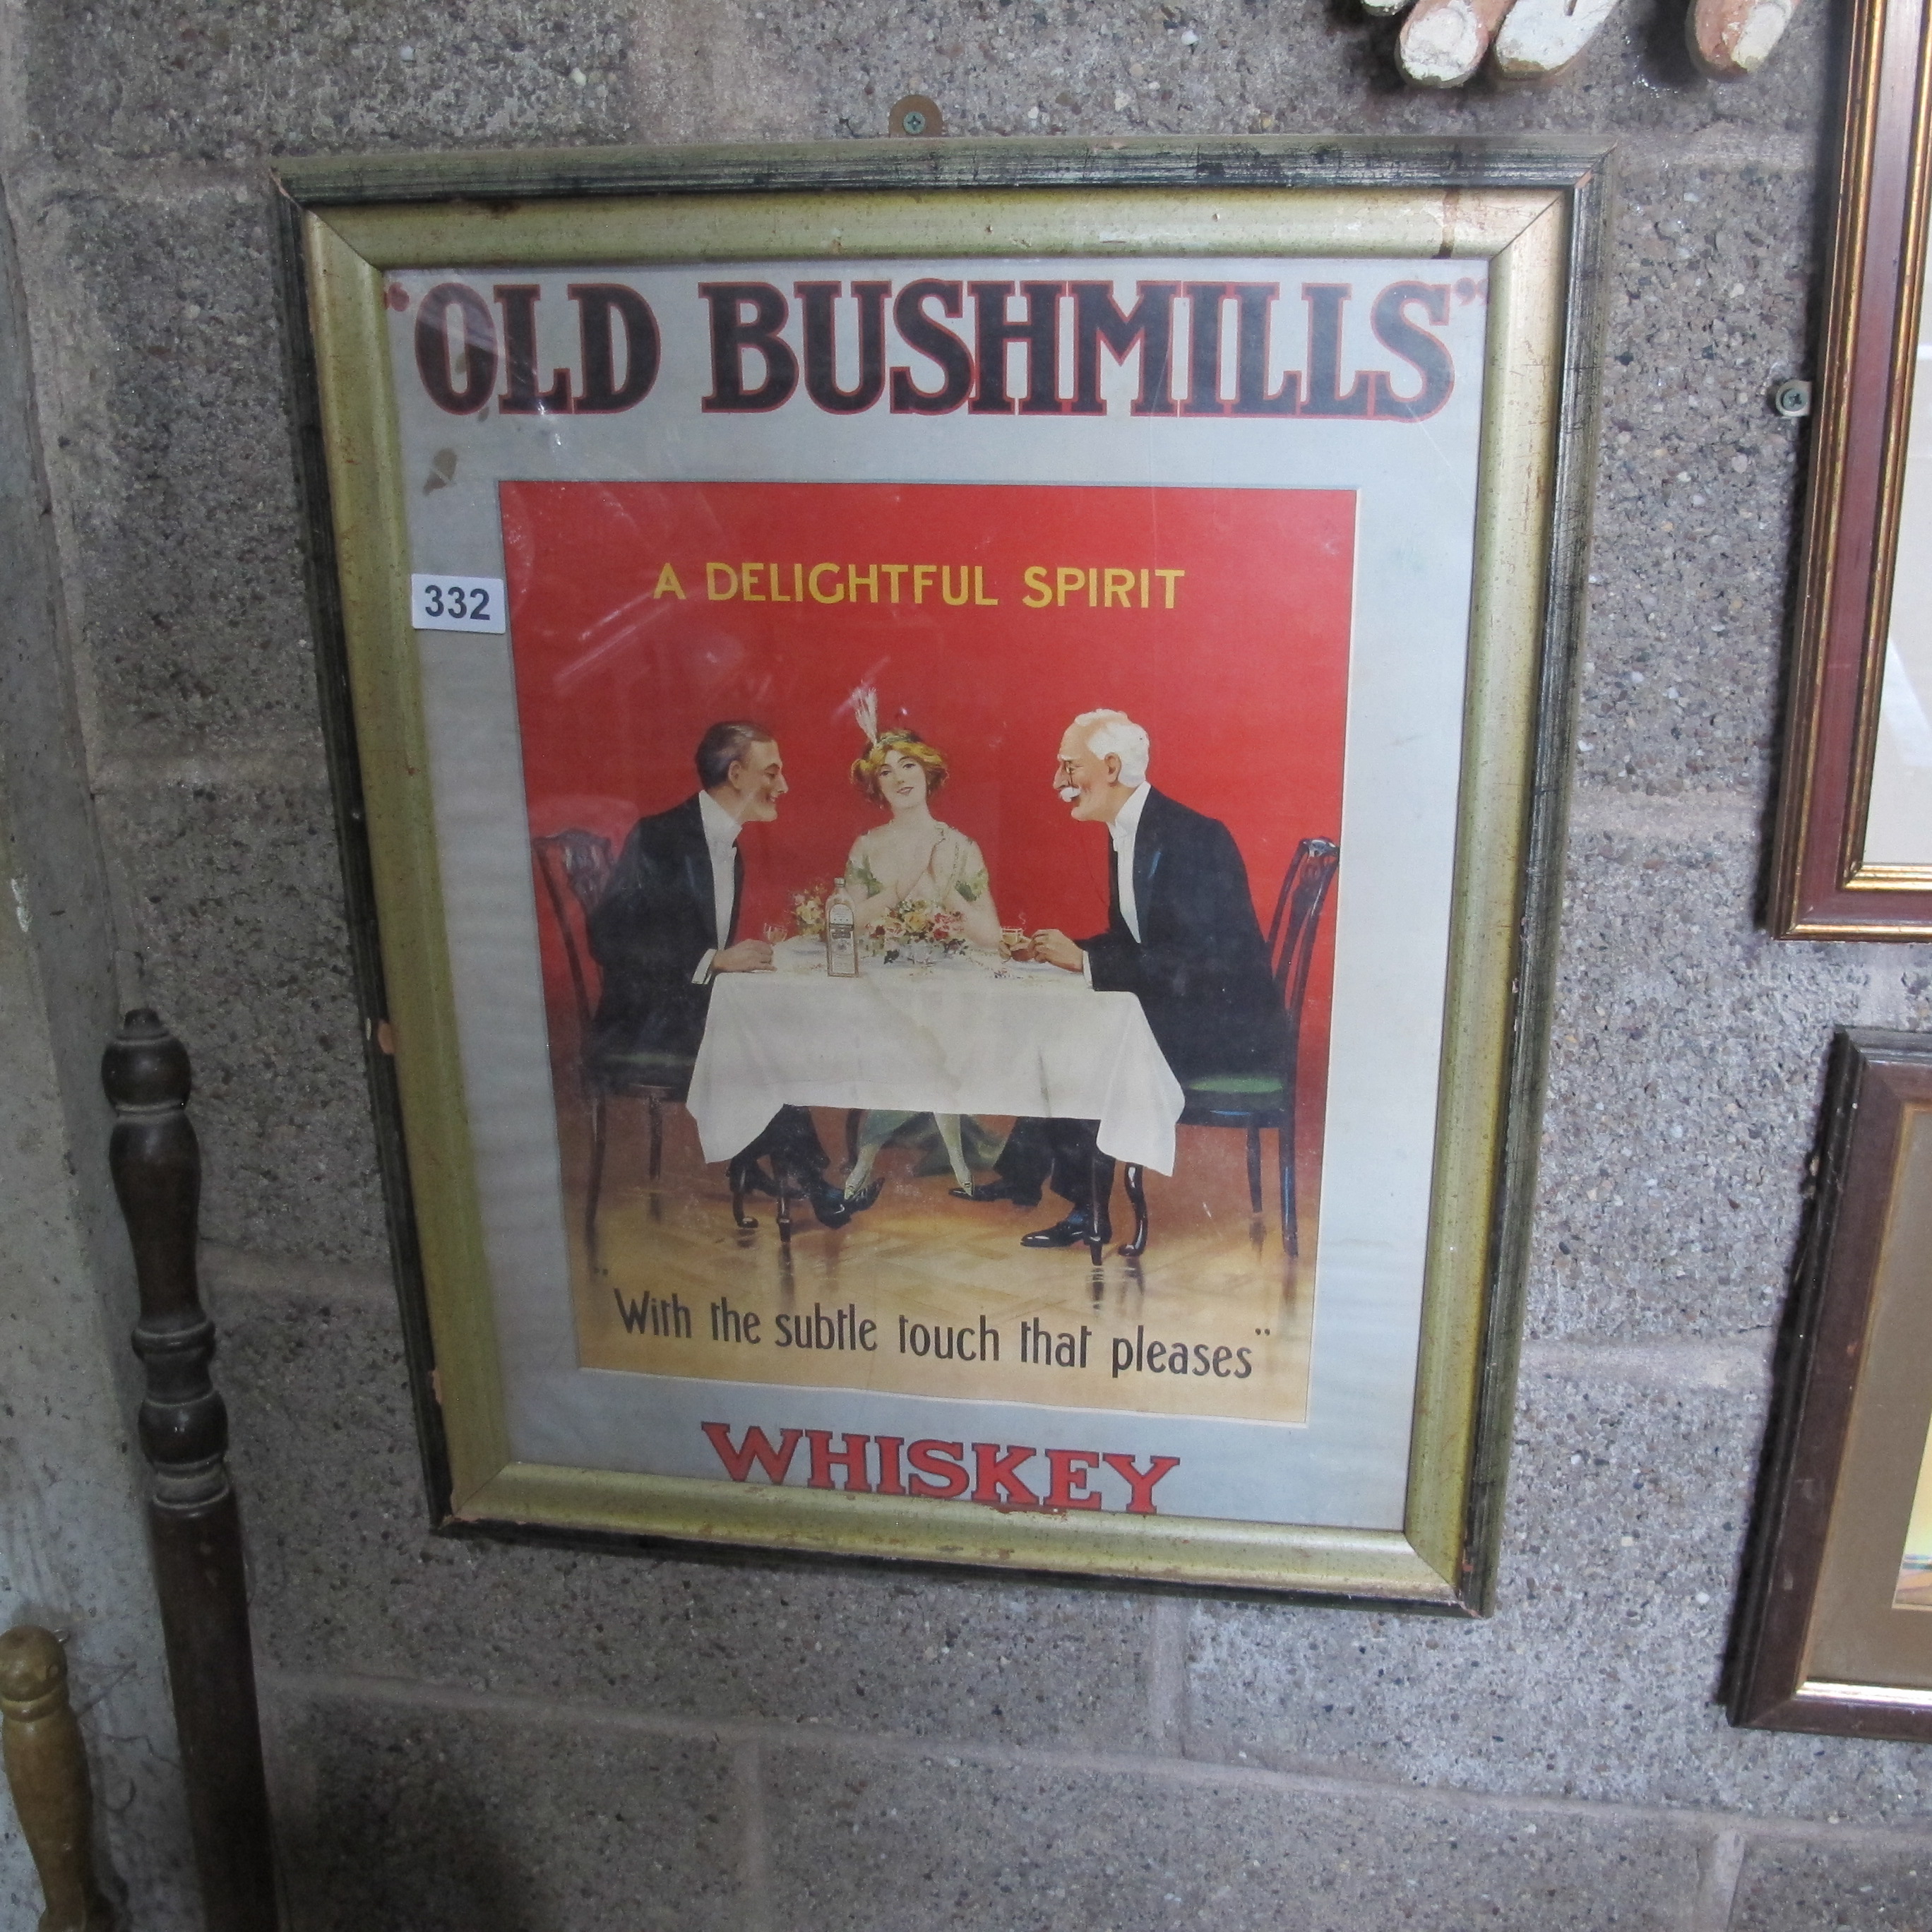 "OLD BUSHMILLS"
A DELIGHTFUL SPIRIT
332
"With the subtle touch that pleases"
WHISKEY